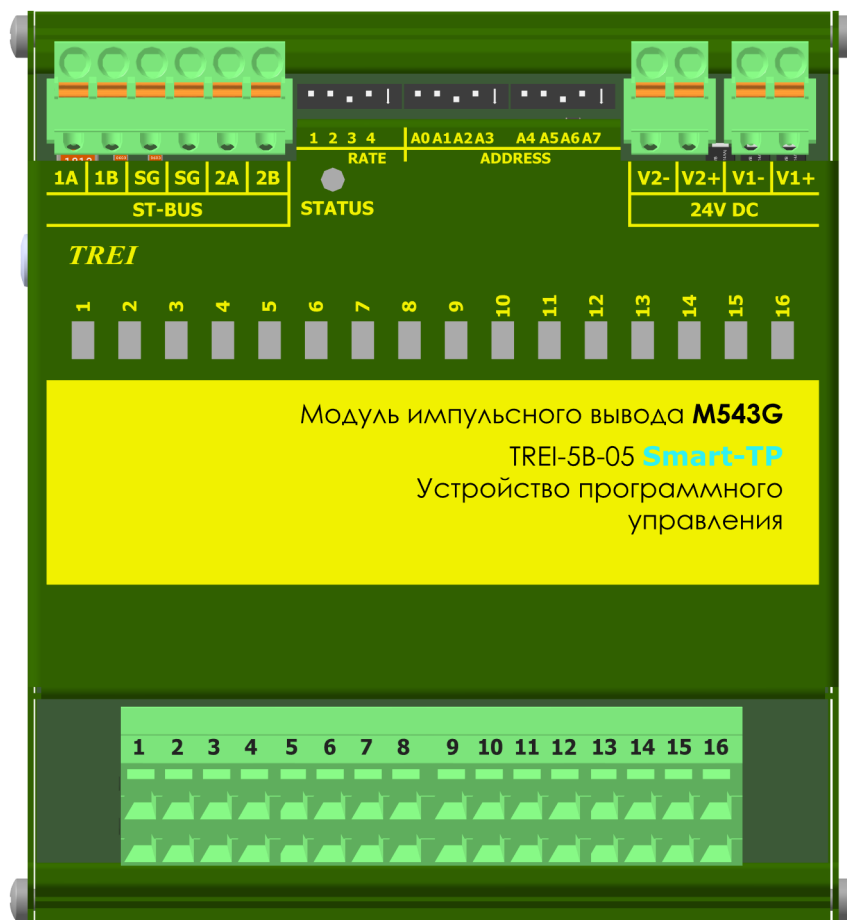 1 2 3 4 A0 A1 A2 A3 A4 A5 A6 A7
RATE ADDRESS
1A 1B SG SG 2A 2B V2- V2+ V1- V1+
ST-BUS STATUS 24V DC
TREI
1 2 3 4 5 6 7 8 9 10 11 12 13 14 15 16
Модуль импульсного вывода M543G
TREI-5B-05 Smart-TP
Устройство программного
управления
1 2 3 4 5 6 7 8 9 10 11 12 13 14 15 16